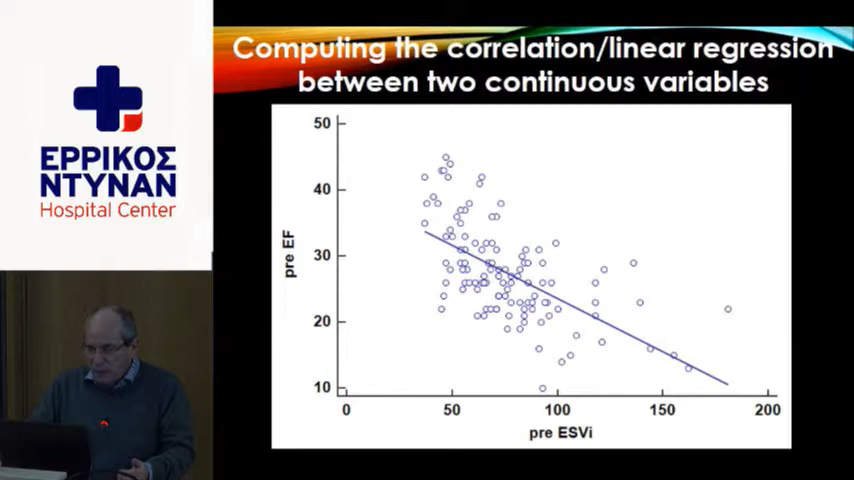 ΕΡΡΙΚΟΣ
ΝΤΥΝΑΝ
Hospital Center
Computing the correlation/linear regression
between two continuous variables
50
40
30
20
10
pre EF
0 50 100 150 200
pre ESVi